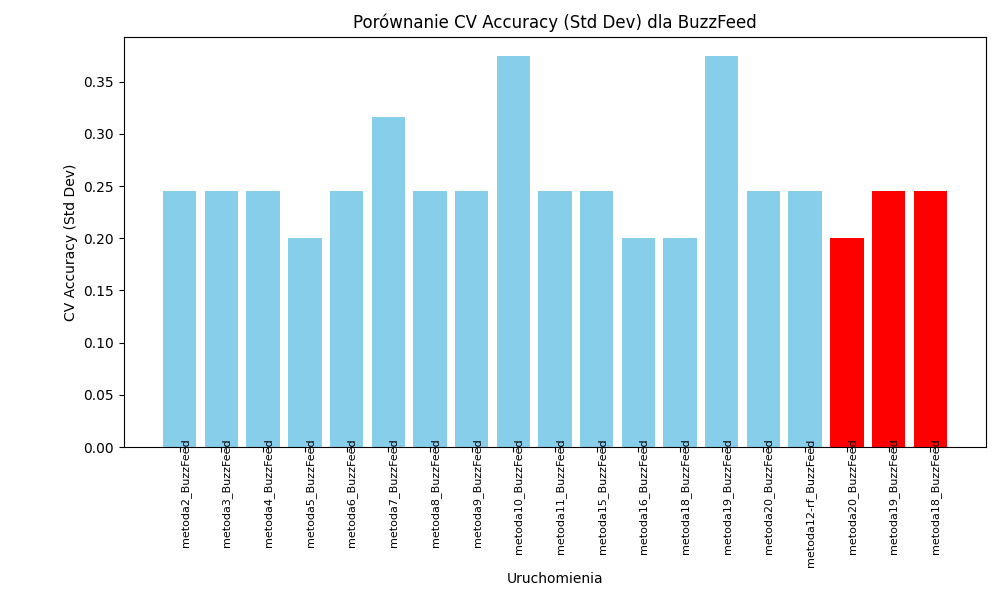 Porównanie CV Accuracy (Std Dev) dla BuzzFeed
CV Accuracy (Std Dev)
0.35
0.30
0.25
0.20
0.15
0.10
0.05
0.00
metoda2_BuzzFeed
metoda3_BuzzFeed
metoda4_BuzzFeed
metoda5_BuzzFeed
metoda6_BuzzFeed
metoda7_BuzzFeed
metoda8_BuzzFeed
metoda9_BuzzFeed
metoda10_BuzzFeed
metoda11_BuzzFeed
metoda15_BuzzFeed
metoda16_BuzzFeed
metoda18_BuzzFeed
metoda19_BuzzFeed
metoda20_BuzzFeed
metoda12-rf_BuzzFeed
metoda20_BuzzFeed
metoda19_BuzzFeed
metoda18_BuzzFeed
Uruchomienia